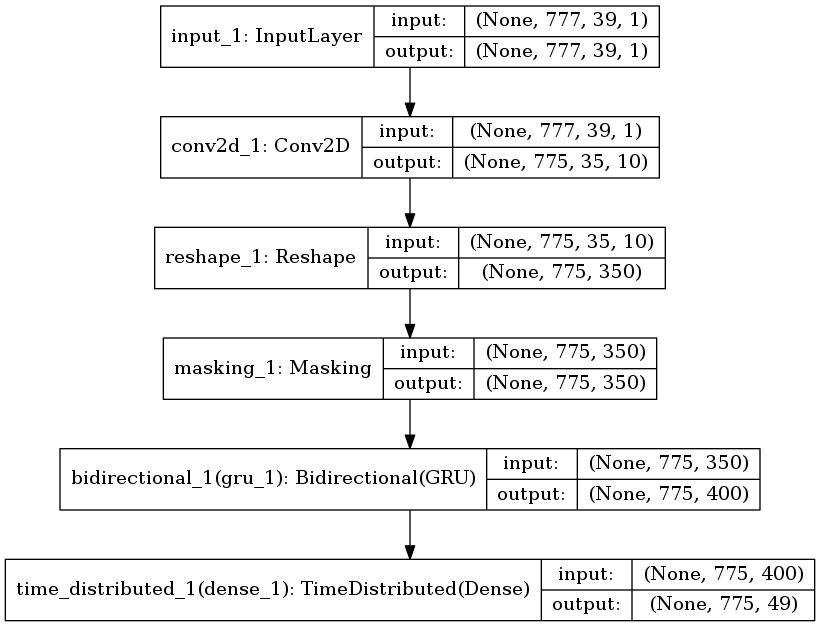 input_1: InputLayer
input: (None, 777, 39, 1)
output: (None, 777, 39, 1)
conv2d_1: Conv2D
input: (None, 777, 39, 1)
output: (None, 775, 35, 10)
reshape_1: Reshape
input: (None, 775, 35, 10)
output: (None, 775, 350)
masking_1: Masking
input: (None, 775, 350)
output: (None, 775, 350)
bidirectional_1(gru_1): Bidirectional(GRU)
input: (None, 775, 350)
output: (None, 775, 400)
time_distributed_1(dense_1): TimeDistributed(Dense)
input: (None, 775, 400)
output: (None, 775, 49)